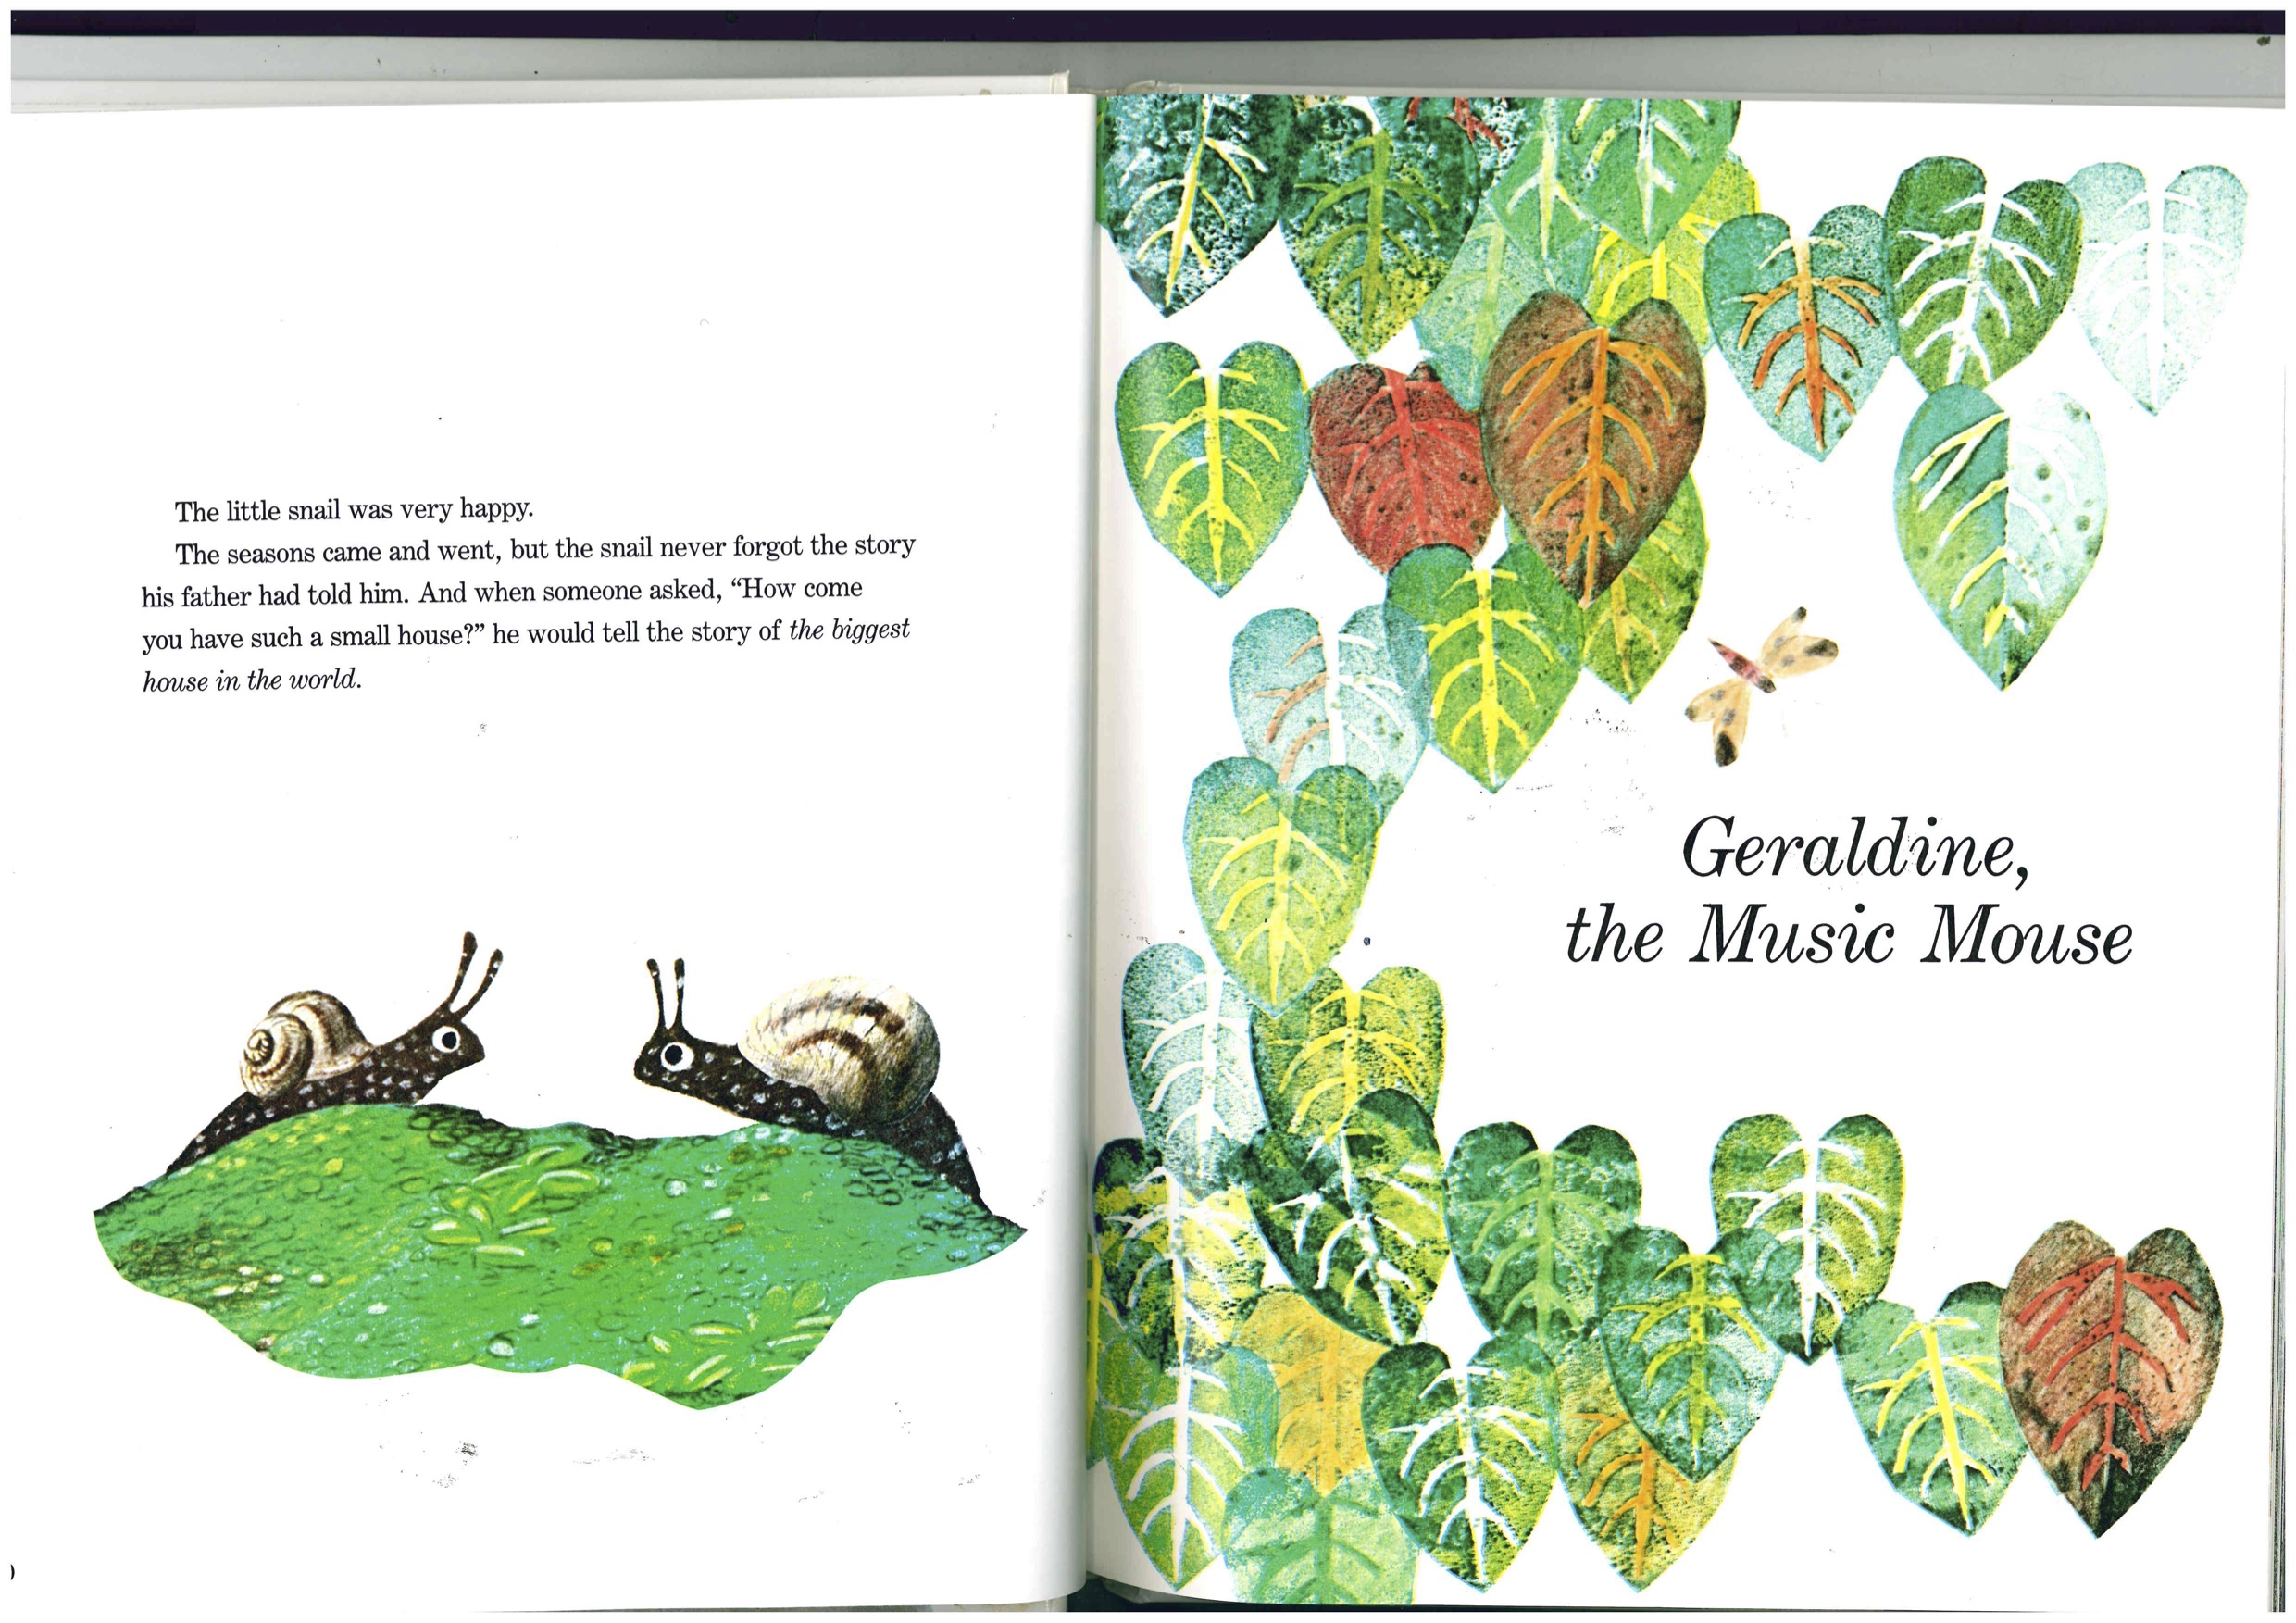 The little snail was very happy.
The seasons came and went, but the snail never forgot the story
his father had told him. And when someone asked, “How come
you have such a small house?” he would tell the story of the biggest
house in the world.
Geraldine,
the Music Mouse